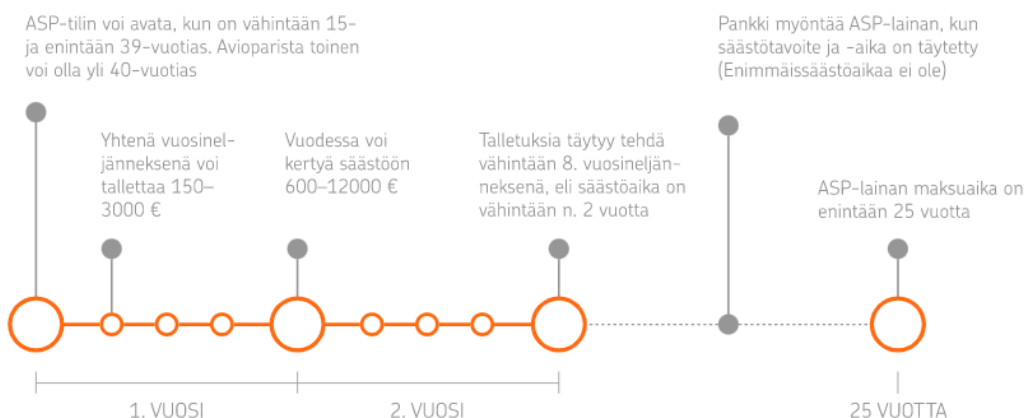 ASP-tilin voi avata, kun on vähintään 15-
ja enintään 39-vuotias. Avioparista toinen
voi olla yli 40-vuotias
Pankki myöntää ASP-lainan, kun
säästötavoite ja -aika on täytetty
(Enimmäissäästöaikaa ei ole)
Yhtenä vuosinel-
jänneksenä voi
tallettaa 150–
3000 €
Vuodessa voi
kertyä säästöön
600–12000 €
Talletuksia täytyy tehdä
vähintään 8. vuosineljän-
neksenä, eli säästöaika on
vähintään n. 2 vuotta
ASP-lainan maksuaika on
enintään 25 vuotta
1. VUOSI
2. VUOSI
25 VUOTTA